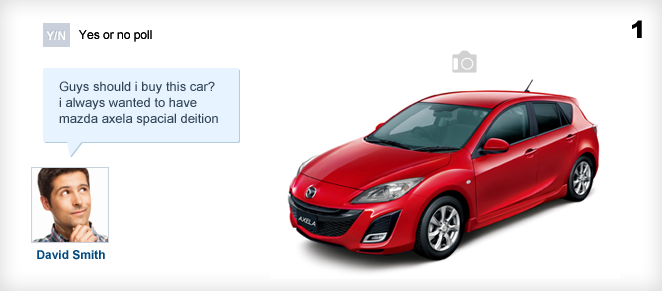 Y/N Yes or no poll
1
Guys should i buy this car?
i always wanted to have
mazda axela spacial deition
David Smith
AXELA